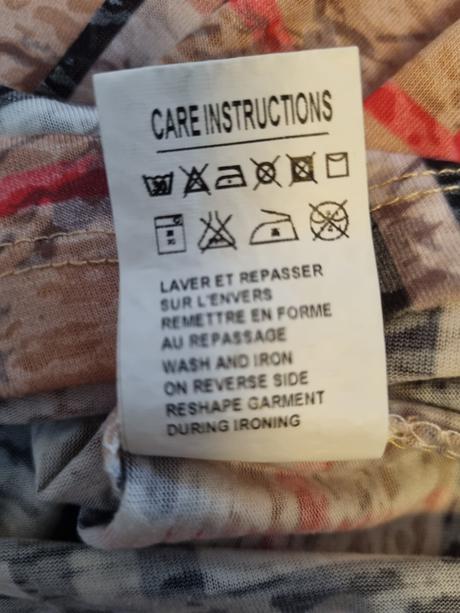 CARE INSTRUCTIONS
LAVER ET REPASSER
SUR L'ENVERS
REMETTRE EN FORME
AU REPASSAGE
WASH AND IRON
ON REVERSE SIDE
RESHAPE GARMENT
DURING IRONING